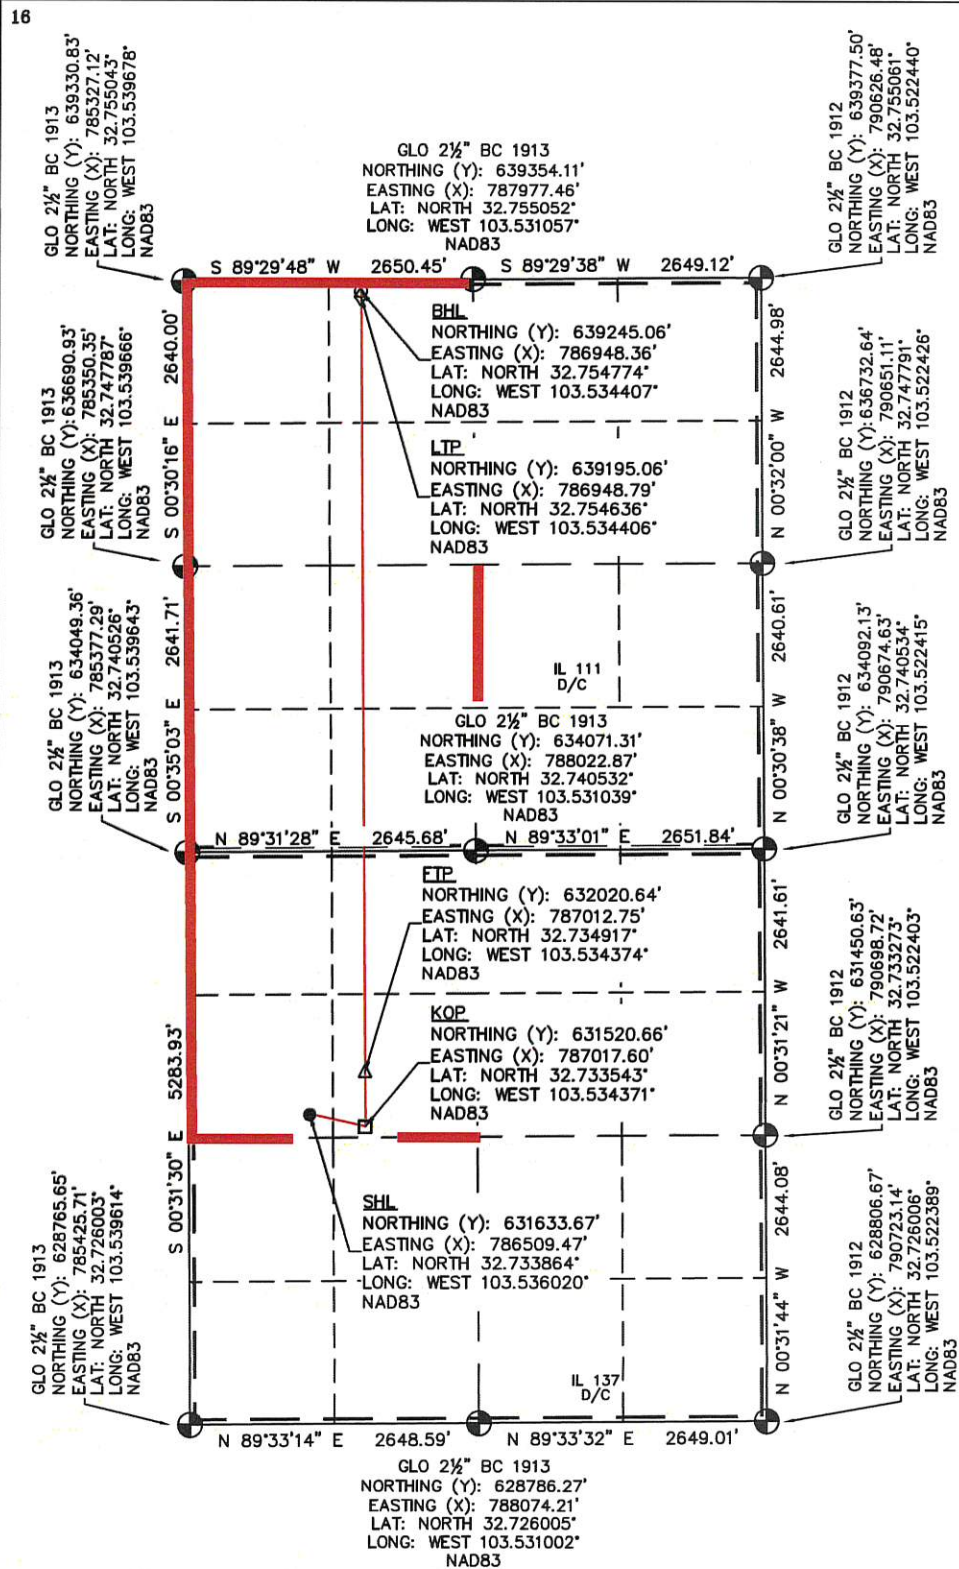 16
GLO 2½" BC 1913
NORTHING (Y): 639330.83'
EASTING (X): 785327.12'
LAT: NORTH 32.755043°
LONG: WEST 103.539678°
NAD83
GLO 2½" BC 1913
NORTHING (Y): 639354.11'
EASTING (X): 787977.46'
LAT: NORTH 32.755052°
LONG: WEST 103.531057°
NAD83
GLO 2½" BC 1912
NORTHING (Y): 639377.50'
EASTING (X): 790626.48'
LAT: NORTH 32.755061°
LONG: WEST 103.522440°
NAD83
S 89°29'48" W 2650.45'
S 89°29'38" W 2649.12'
S 00°30'16" E 2640.00'
BHL
NORTHING (Y): 639245.06'
EASTING (X): 786948.36'
LAT: NORTH 32.754774°
LONG: WEST 103.534407°
NAD83
N 00°32'00" W 2644.98'
GLO 2½" BC 1913
NORTHING (Y): 636690.93'
EASTING (X): 785350.35'
LAT: NORTH 32.747787°
LONG: WEST 103.539666°
NAD83
LTP
NORTHING (Y): 639195.06'
EASTING (X): 786948.79'
LAT: NORTH 32.754636°
LONG: WEST 103.534406°
NAD83
GLO 2½" BC 1912
NORTHING (Y): 636732.64'
EASTING (X): 790651.11'
LAT: NORTH 32.747791°
LONG: WEST 103.522426°
NAD83
S 00°35'03" E 2641.71'
IL 111
D/C
N 00°30'38" W 2640.61'
GLO 2½" BC 1913
NORTHING (Y): 634049.36'
EASTING (X): 785377.29'
LAT: NORTH 32.740526°
LONG: WEST 103.539643°
NAD83
GLO 2½" BC 1913
NORTHING (Y): 634071.31'
EASTING (X): 788022.87'
LAT: NORTH 32.740532°
LONG: WEST 103.531039°
NAD83
GLO 2½" BC 1912
NORTHING (Y): 634092.13'
EASTING (X): 790674.63'
LAT: NORTH 32.740534°
LONG: WEST 103.522415°
NAD83
N 89°31'28" E 2645.68'
N 89°33'01" E 2651.84'
FTP
NORTHING (Y): 632020.64'
EASTING (X): 787012.75'
LAT: NORTH 32.734917°
LONG: WEST 103.534374°
NAD83
N 00°31'21" W 2641.61'
KOP
NORTHING (Y): 631520.66'
EASTING (X): 787017.60'
LAT: NORTH 32.733543°
LONG: WEST 103.534371°
NAD83
GLO 2½" BC 1912
NORTHING (Y): 631450.63'
EASTING (X): 790698.72'
LAT: NORTH 32.733273°
LONG: WEST 103.522403°
NAD83
S 00°31'30" E 5283.93'
SHL
NORTHING (Y): 631633.67'
EASTING (X): 786509.47'
LAT: NORTH 32.733864°
LONG: WEST 103.536020°
NAD83
N 00°31'44" W 2644.08'
GLO 2½" BC 1913
NORTHING (Y): 628765.65'
EASTING (X): 785425.71'
LAT: NORTH 32.726003°
LONG: WEST 103.539614°
NAD83
IL 137
D/C
GLO 2½" BC 1912
NORTHING (Y): 628806.67'
EASTING (X): 790723.14'
LAT: NORTH 32.726006°
LONG: WEST 103.522389°
NAD83
N 89°33'14" E 2648.59'
N 89°33'32" E 2649.01'
GLO 2½" BC 1913
NORTHING (Y): 628786.27'
EASTING (X): 788074.21'
LAT: NORTH 32.726005°
LONG: WEST 103.531002°
NAD83